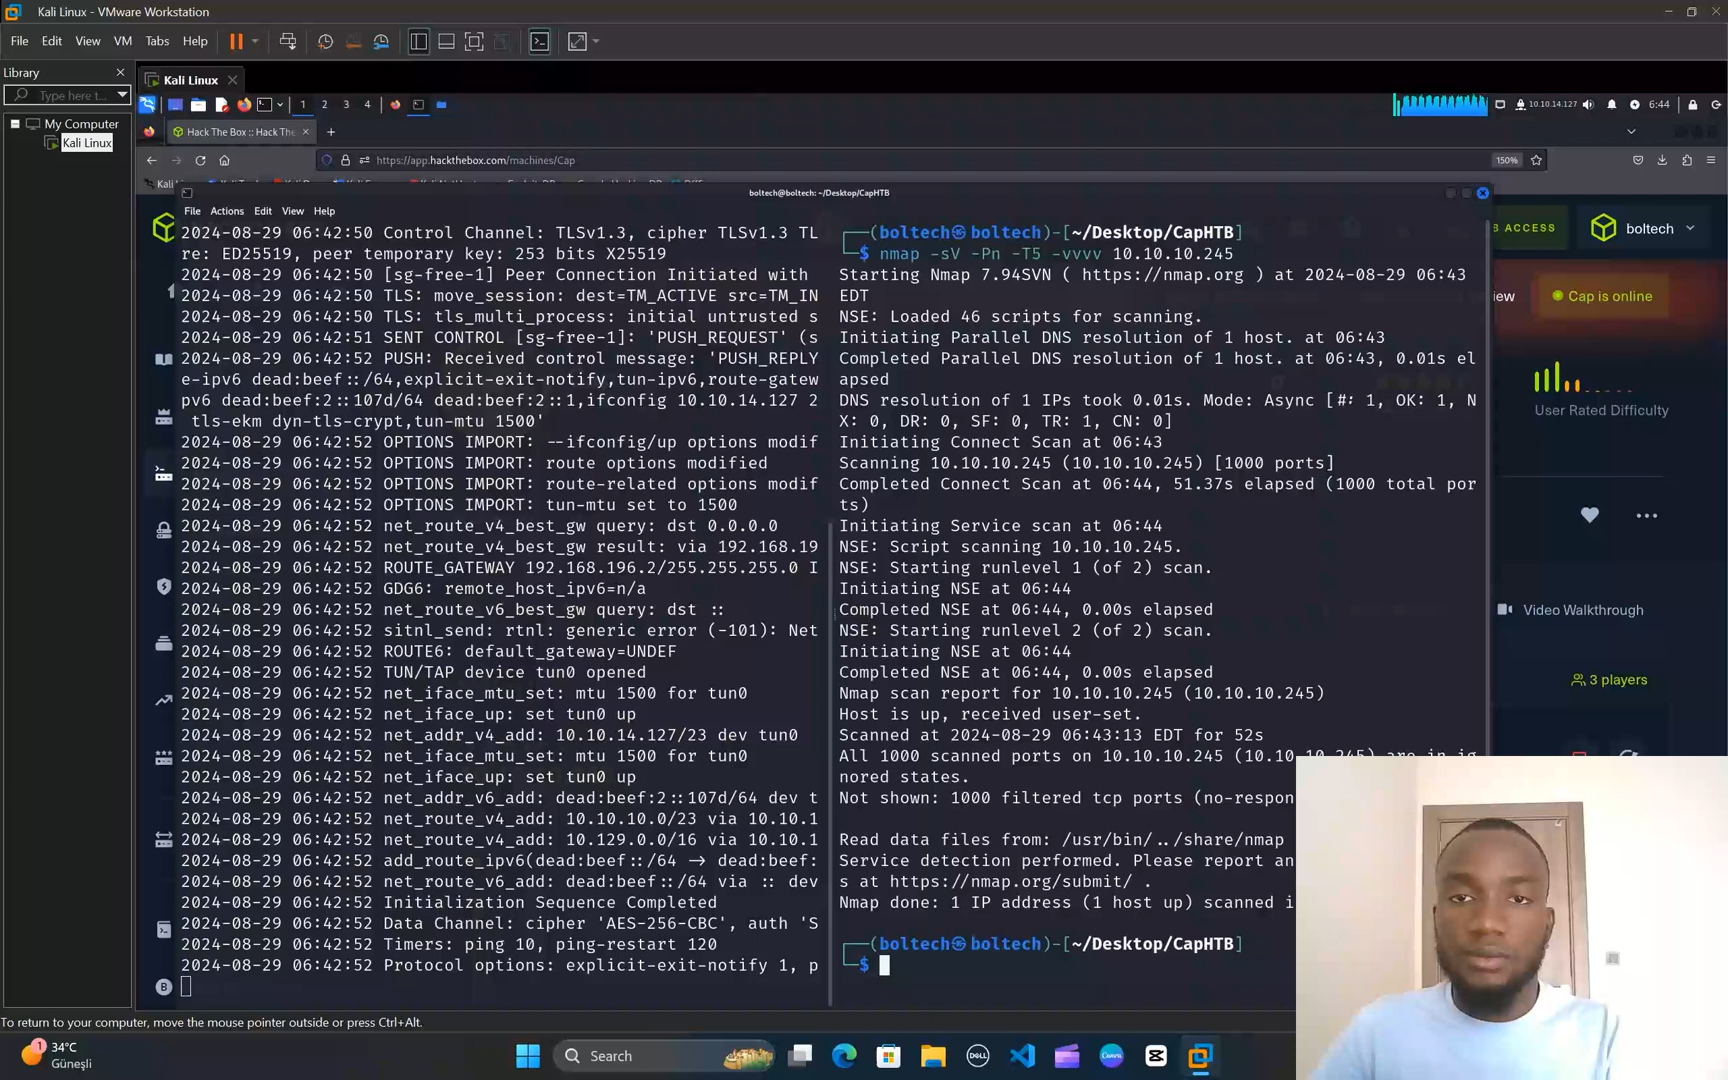 Kali Linux - VMware Workstation
File Edit View VM Tabs Help
Library
Type here t...
My Computer
Kali Linux
Kali Linux
1 2 3 4
10.10.14.127
6:44
Hack The Box :: Hack The
https://app.hackthebox.com/machines/Cap
150%
boltech@boltech: ~/Desktop/CapHTB
File Actions Edit View Help
2024-08-29 06:42:50 Control Channel: TLSv1.3, cipher TLSv1.3 TL
re: ED25519, peer temporary key: 253 bits X25519
2024-08-29 06:42:50 [sg-free-1] Peer Connection Initiated with
2024-08-29 06:42:50 TLS: move_session: dest=TM_ACTIVE src=TM_IN
2024-08-29 06:42:50 TLS: tls_multi_process: initial untrusted s
2024-08-29 06:42:51 SENT CONTROL [sg-free-1]: 'PUSH_REQUEST' (s
2024-08-29 06:42:52 PUSH: Received control message: 'PUSH_REPLY
e-ipv6 dead:beef::/64,explicit-exit-notify,tun-ipv6,route-gatew
pv6 dead:beef:2::107d/64 dead:beef:2::1,ifconfig 10.10.14.127 2
tls-ekm dyn-tls-crypt,tun-mtu 1500'
2024-08-29 06:42:52 OPTIONS IMPORT: --ifconfig/up options modif
2024-08-29 06:42:52 OPTIONS IMPORT: route options modified
2024-08-29 06:42:52 OPTIONS IMPORT: route-related options modif
2024-08-29 06:42:52 OPTIONS IMPORT: tun-mtu set to 1500
2024-08-29 06:42:52 net_route_v4_best_gw query: dst 0.0.0.0
2024-08-29 06:42:52 net_route_v4_best_gw result: via 192.168.19
2024-08-29 06:42:52 ROUTE_GATEWAY 192.168.196.2/255.255.255.0 I
2024-08-29 06:42:52 GDG6: remote_host_ipv6=n/a
2024-08-29 06:42:52 net_route_v6_best_gw query: dst ::
2024-08-29 06:42:52 sitnl_send: rtnl: generic error (-101): Net
2024-08-29 06:42:52 ROUTE6: default_gateway=UNDEF
2024-08-29 06:42:52 TUN/TAP device tun0 opened
2024-08-29 06:42:52 net_iface_mtu_set: mtu 1500 for tun0
2024-08-29 06:42:52 net_iface_up: set tun0 up
2024-08-29 06:42:52 net_addr_v4_add: 10.10.14.127/23 dev tun0
2024-08-29 06:42:52 net_iface_mtu_set: mtu 1500 for tun0
2024-08-29 06:42:52 net_iface_up: set tun0 up
2024-08-29 06:42:52 net_addr_v6_add: dead:beef:2::107d/64 dev t
2024-08-29 06:42:52 net_route_v4_add: 10.10.10.0/23 via 10.10.1
2024-08-29 06:42:52 net_route_v4_add: 10.129.0.0/16 via 10.10.1
2024-08-29 06:42:52 add_route_ipv6(dead:beef::/64 -> dead:beef:
2024-08-29 06:42:52 net_route_v6_add: dead:beef::/64 via :: dev
2024-08-29 06:42:52 Initialization Sequence Completed
2024-08-29 06:42:52 Data Channel: cipher 'AES-256-CBC', auth 'S
2024-08-29 06:42:52 Timers: ping 10, ping-restart 120
2024-08-29 06:42:52 Protocol options: explicit-exit-notify 1, p
(boltech㉿boltech)-[~/Desktop/CapHTB]
$ nmap -sV -Pn -T5 -vvvv 10.10.10.245
Starting Nmap 7.94SVN ( https://nmap.org ) at 2024-08-29 06:43
EDT
NSE: Loaded 46 scripts for scanning.
Initiating Parallel DNS resolution of 1 host. at 06:43
Completed Parallel DNS resolution of 1 host. at 06:43, 0.01s el
apsed
DNS resolution of 1 IPs took 0.01s. Mode: Async [#: 1, OK: 1, N
X: 0, DR: 0, SF: 0, TR: 1, CN: 0]
Initiating Connect Scan at 06:43
Scanning 10.10.10.245 (10.10.10.245) [1000 ports]
Completed Connect Scan at 06:44, 51.37s elapsed (1000 total por
ts)
Initiating Service scan at 06:44
NSE: Script scanning 10.10.10.245.
NSE: Starting runlevel 1 (of 2) scan.
Initiating NSE at 06:44
Completed NSE at 06:44, 0.00s elapsed
NSE: Starting runlevel 2 (of 2) scan.
Initiating NSE at 06:44
Completed NSE at 06:44, 0.00s elapsed
Nmap scan report for 10.10.10.245 (10.10.10.245)
Host is up, received user-set.
Scanned at 2024-08-29 06:43:13 EDT for 52s
All 1000 scanned ports on 10.10.10.245 (10.10.10.245) are in ig
nored states.
Not shown: 1000 filtered tcp ports (no-respon
Read data files from: /usr/bin/../share/nmap
Service detection performed. Please report an
s at https://nmap.org/submit/ .
Nmap done: 1 IP address (1 host up) scanned i
(boltech㉿boltech)-[~/Desktop/CapHTB]
$
B ACCESS
boltech
iew
Cap is online
User Rated Difficulty
Video Walkthrough
3 players
B
To return to your computer, move the mouse pointer outside or press Ctrl+Alt.
1
34°C
Güneşli
Search
DELL
Canva